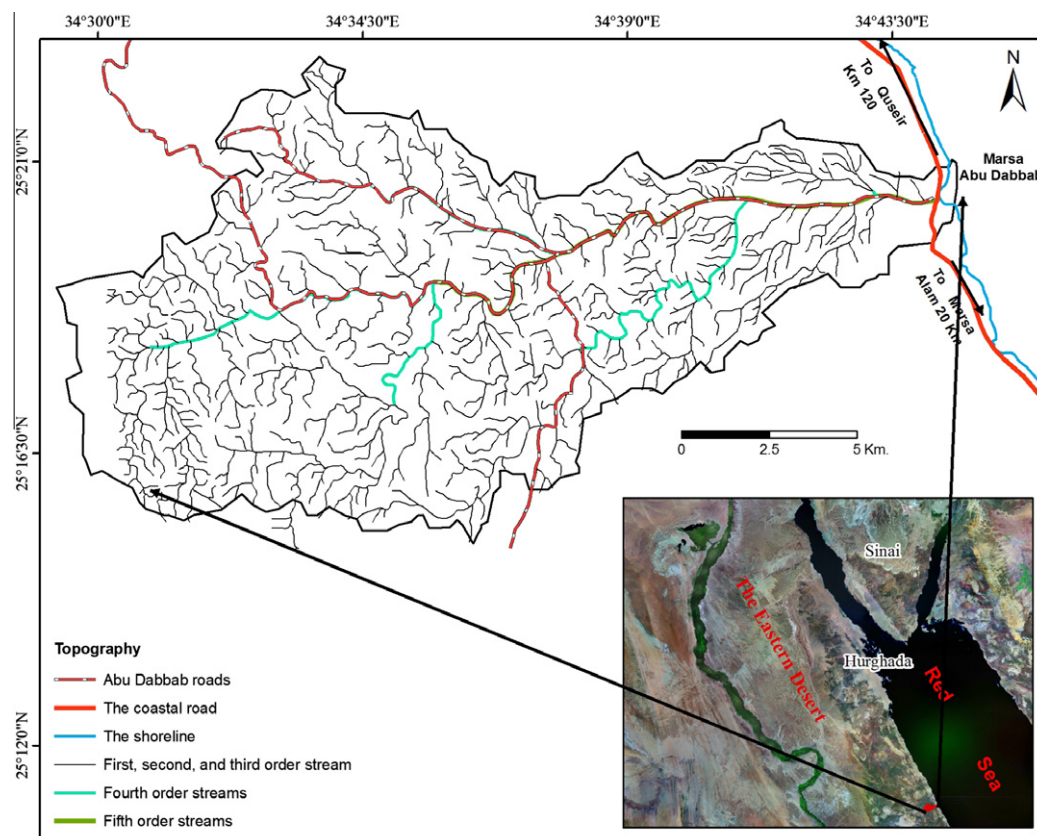 34°30'0"E
34°34'30"E
34°39'0"E
34°43'30"E
25°21'0"N
25°16'30"N
25°12'0"N
To Quseir
Km 120
N
Marsa
Abu Dabbab
To Marsa
Alam 20 Km
0 2.5 5 Km.
Topography
Abu Dabbab roads
The coastal road
The shoreline
First, second, and third order stream
Fourth order streams
Fifth order streams
Sinai
The Eastern Desert
Hurghada
Red
Sea